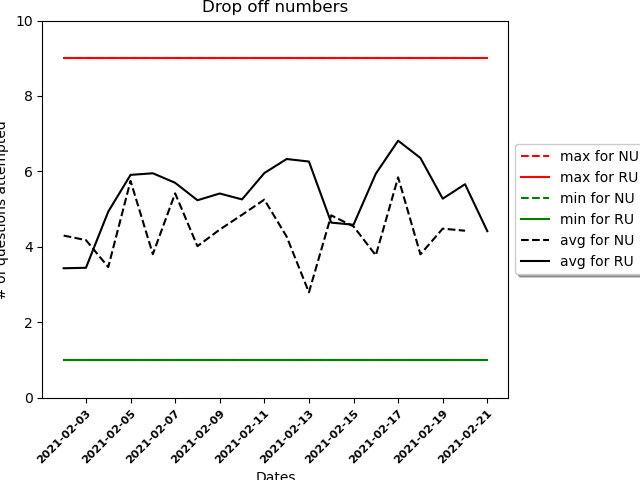 Drop off numbers
10
8
6
4
2
0
# of questions attempted
2021-02-03
2021-02-05
2021-02-07
2021-02-09
2021-02-11
2021-02-13
2021-02-15
2021-02-17
2021-02-19
2021-02-21
Dates
max for NU
max for RU
min for NU
min for RU
avg for NU
avg for RU